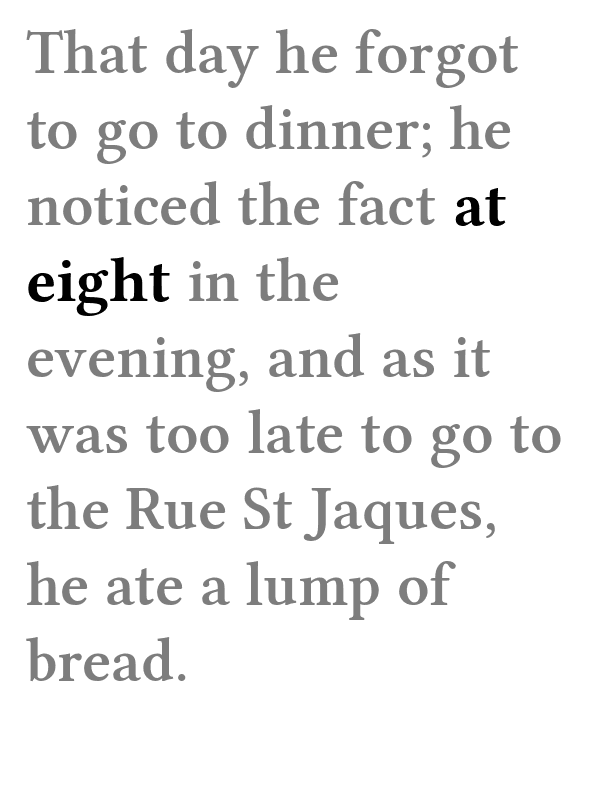 That day he forgot
to go to dinner; he
noticed the fact at
eight in the
evening, and as it
was too late to go to
the Rue St Jaques,
he ate a lump of
bread.